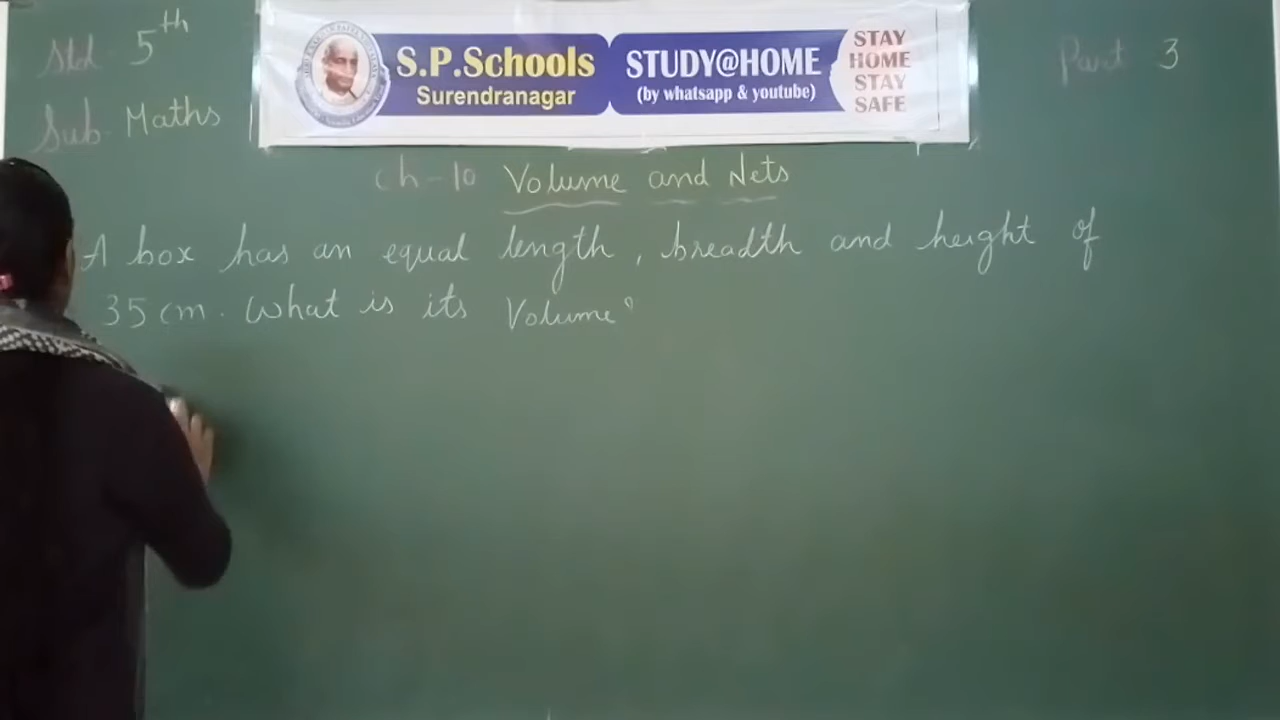 Std 5th
Sub. Maths
S.P.Schools
Surendranagar
STUDY@HOME
(by whatsapp & youtube)
STAY
HOME
STAY
SAFE
Part 3
Ch-10 Volume and Nets
A box has an equal length, breadth and height of
35 cm. What is its Volume?